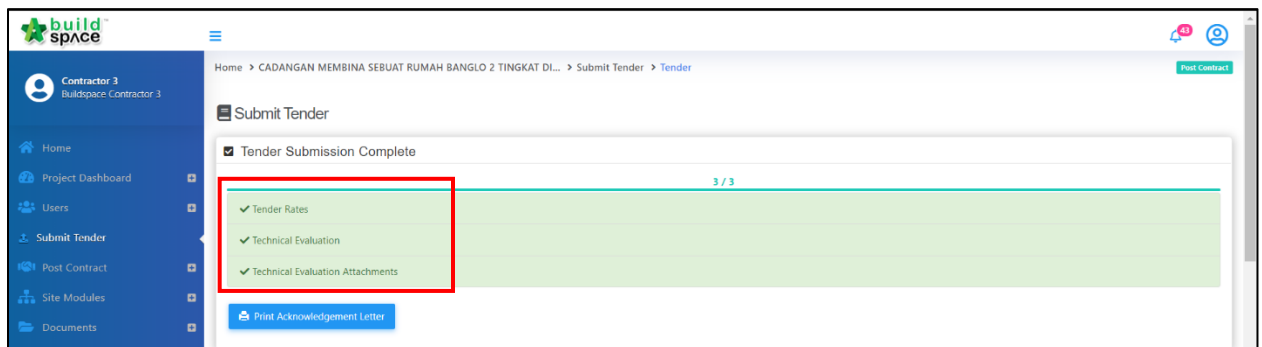 build
space
43
Contractor 3
Buildspace Contractor 3
Home > CADANGAN MEMBINA SEBUAT RUMAH BANGLO 2 TINGKAT DI... > Submit Tender > Tender
Post Contract
Submit Tender
Home
Project Dashboard
Users
Submit Tender
Post Contract
Site Modules
Documents
Tender Submission Complete
3 / 3
Tender Rates
Technical Evaluation
Technical Evaluation Attachments
Print Acknowledgement Letter